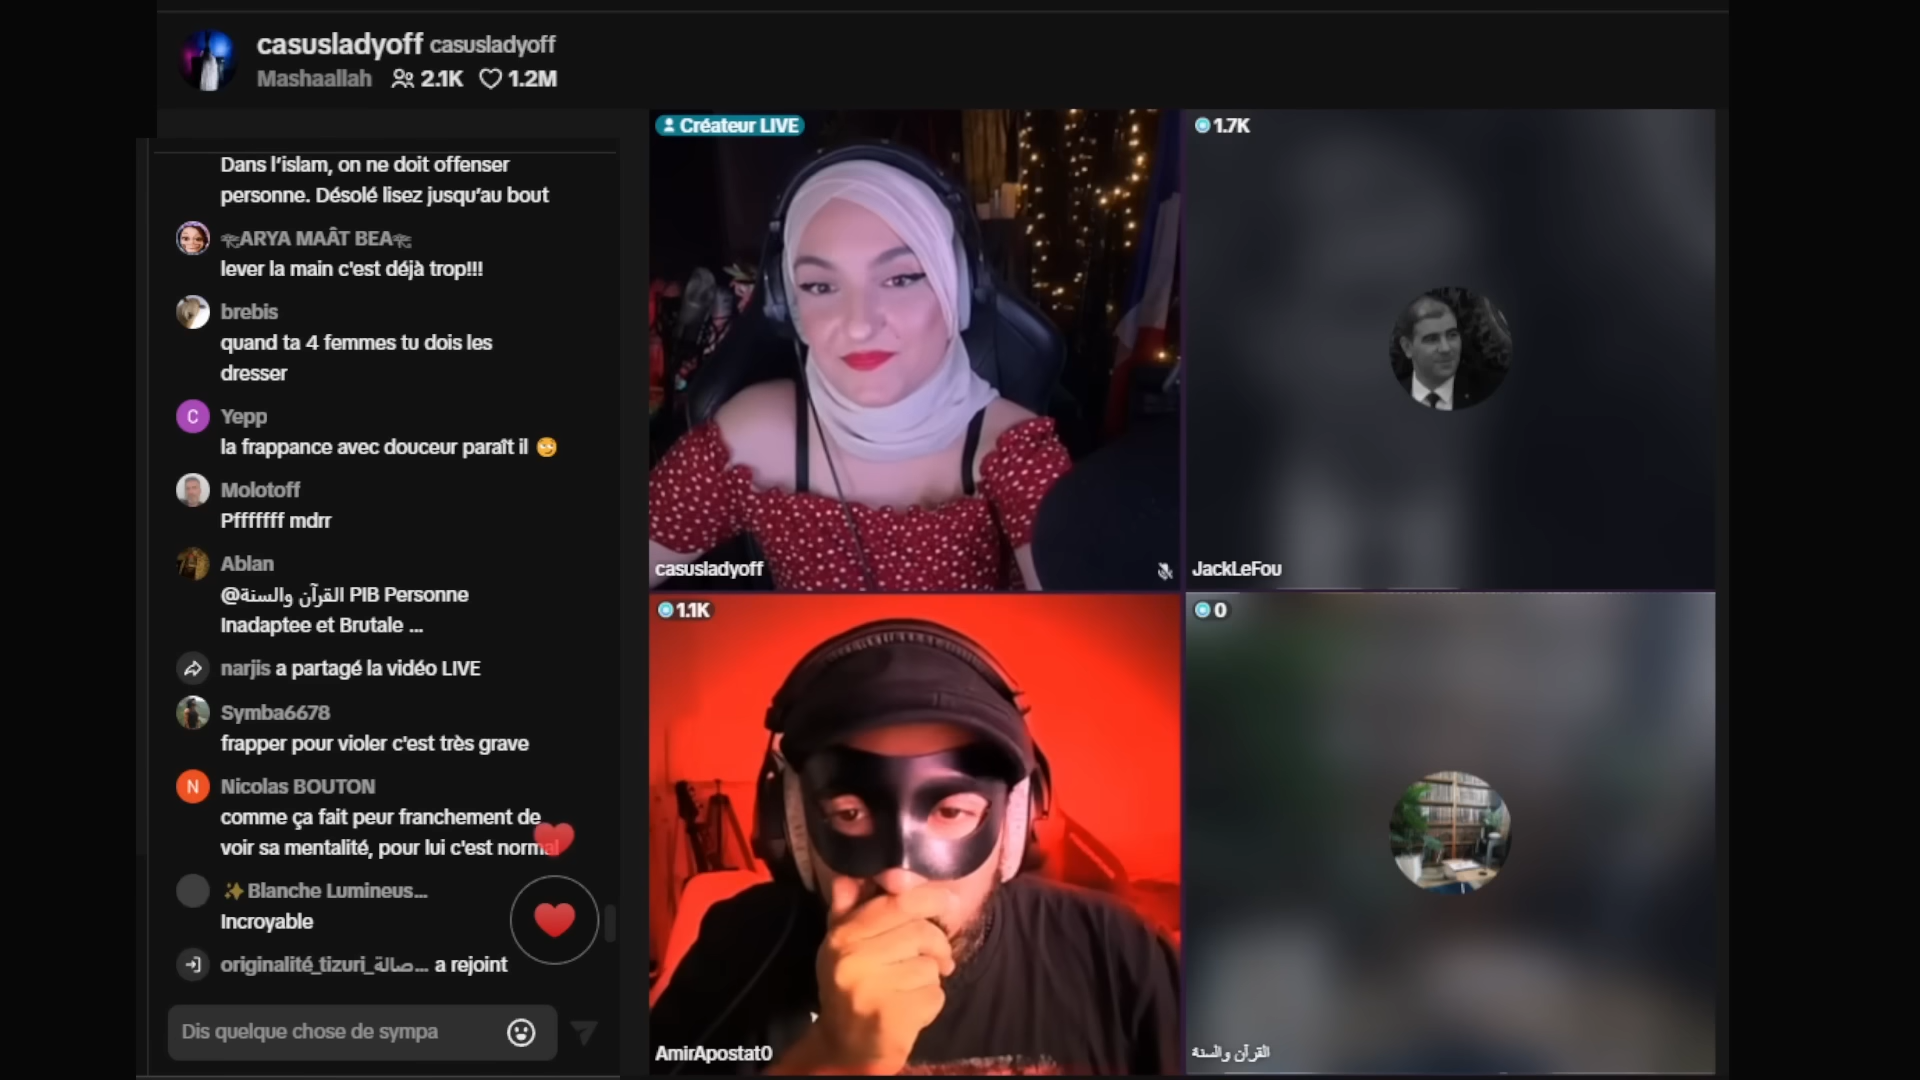 casusladyoff casusladyoff
Mashaallah 2.1K 1.2M
Dans l'islam, on ne doit offenser
personne. Désolé lisez jusqu'au bout
ARYA MAÂT BEA
lever la main c'est déjà trop!!!
brebis
quand ta 4 femmes tu dois les
dresser
C
Yepp
la frappance avec douceur paraît il
Molotoff
Pfffffff mdrr
Ablan
@القرآن والسنة PIB Personne
Inadaptee et Brutale ...
narjis a partagé la vidéo LIVE
Symba6678
frapper pour violer c'est très grave
N
Nicolas BOUTON
comme ça fait peur franchement de
voir sa mentalité, pour lui c'est normal
✨Blanche Lumineus...
Incroyable
originalité_tizuri_صالة... a rejoint
Dis quelque chose de sympa
Créateur LIVE
casusladyoff
1.7K
JackLeFou
1.1K
AmirApostat0
0
القرآن والسنة